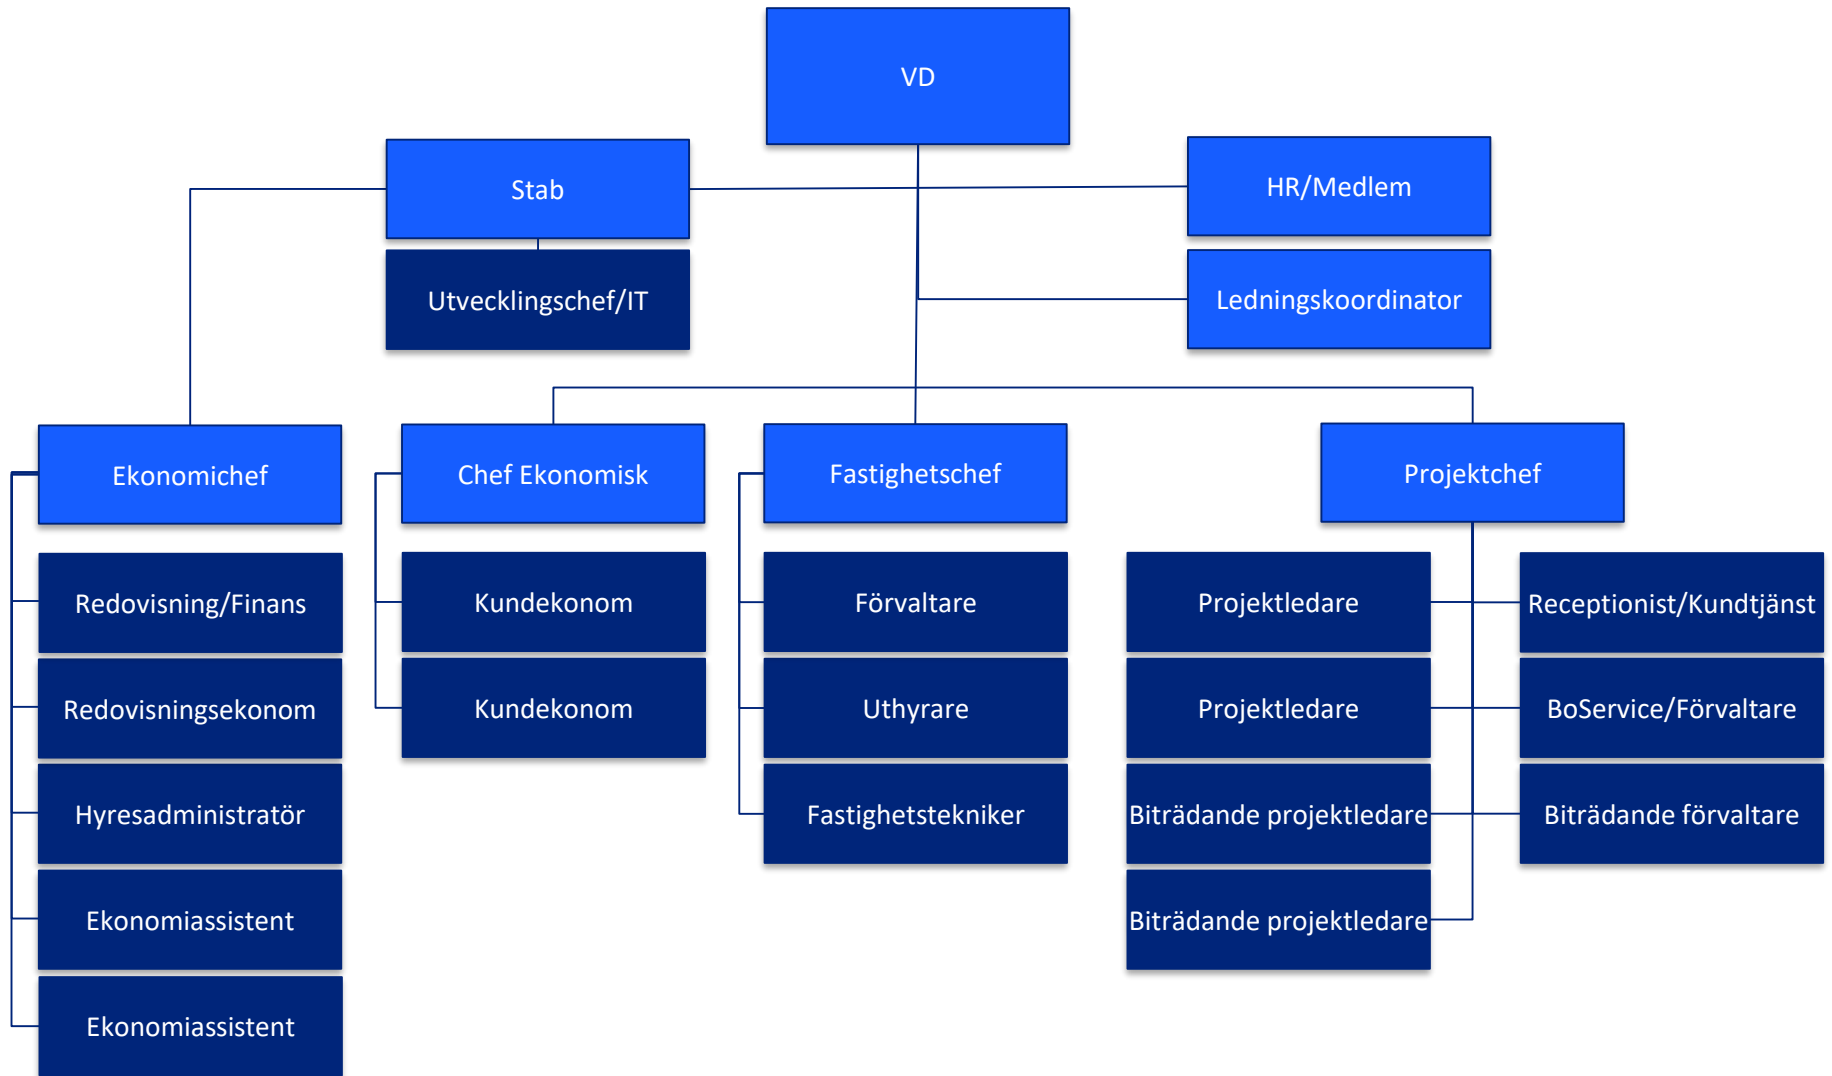 VD
Stab
HR/Medlem
Utvecklingschef/IT
Ledningskoordinator
Ekonomichef
Chef Ekonomisk
Fastighetschef
Projektchef
Redovisning/Finans
Kundekonom
Förvaltare
Projektledare
Receptionist/Kundtjänst
Redovisningsekonom
Kundekonom
Uthyrare
Projektledare
BoService/Förvaltare
Hyresadministratör
Fastighetstekniker
Biträdande projektledare
Biträdande förvaltare
Ekonomiassistent
Biträdande projektledare
Ekonomiassistent